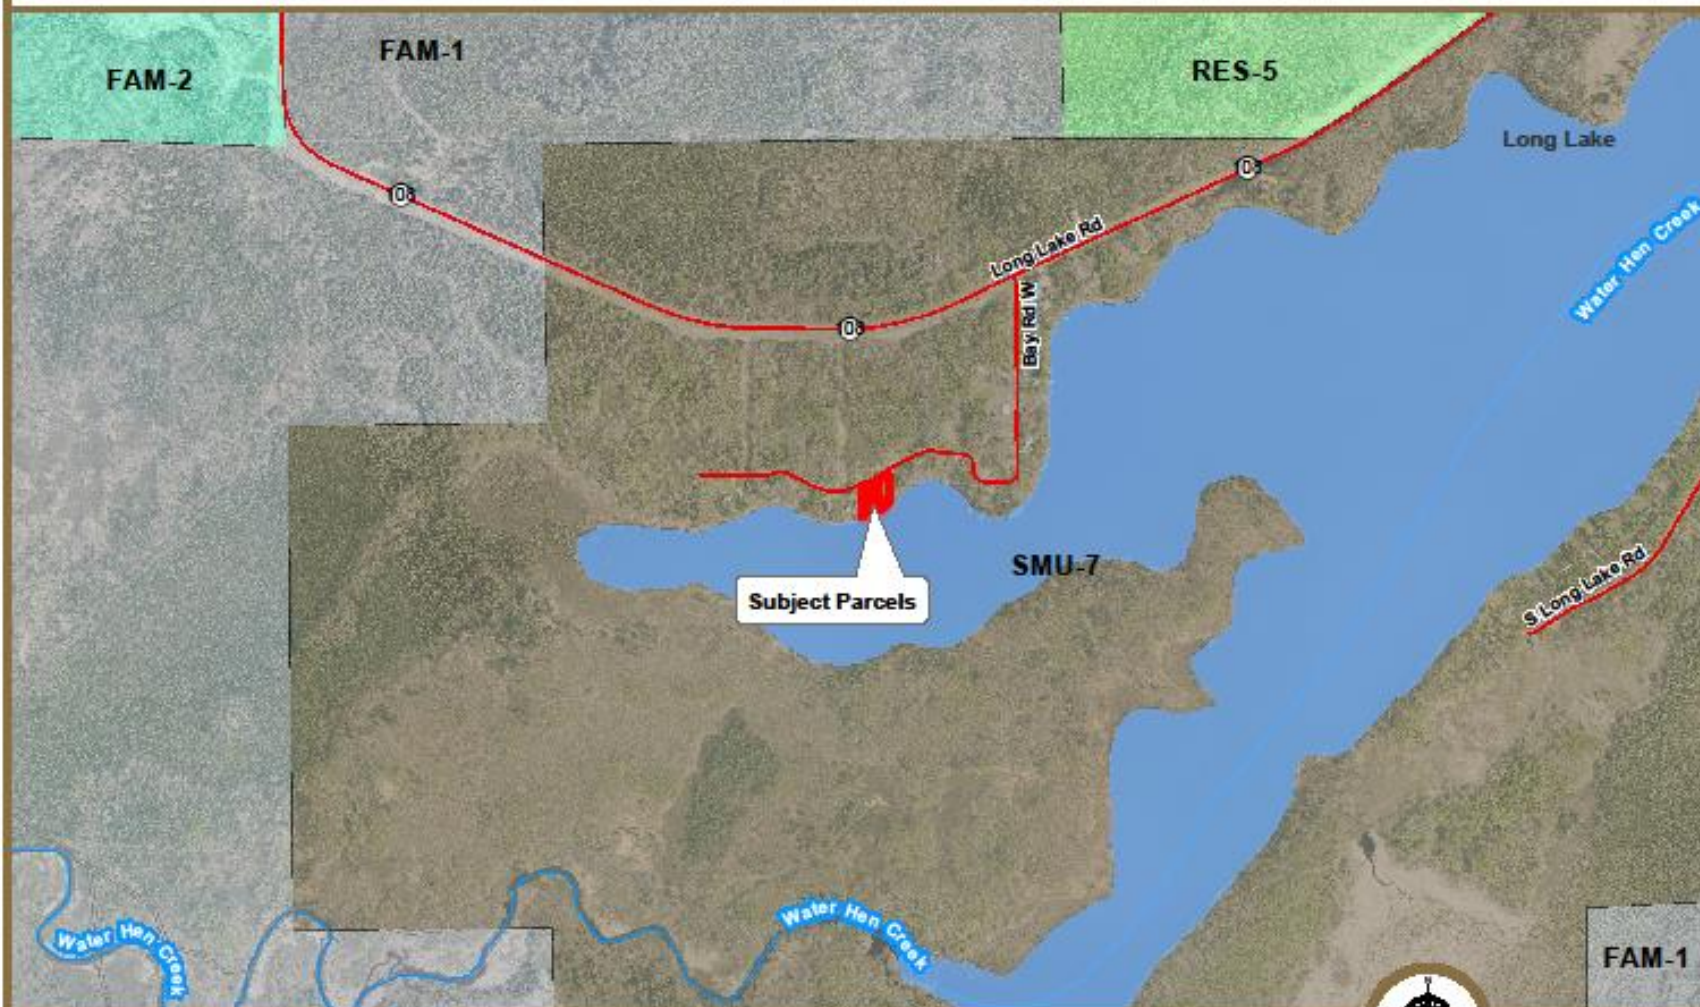 FAM-1
FAM-2
RES-5
Long Lake
Long Lake Rd
Water Hen Creek
Bay Rd W
SMU-7
Subject Parcels
S Long Lake Rd
Water Hen Creek
Water Hen Creek
FAM-1